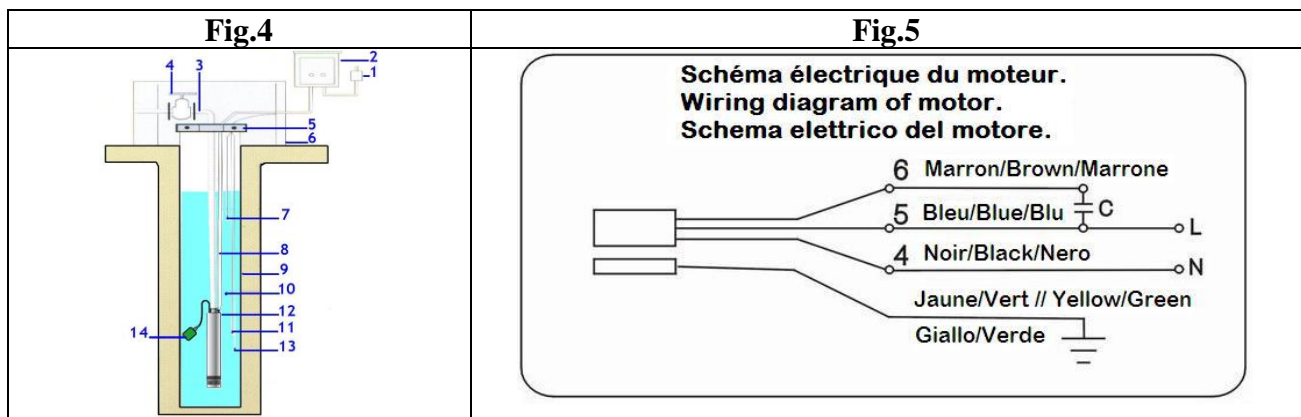 Fig.4
Fig.5
4
3
2
1
5
6
7
8
9
10
12
11
14
13
Schéma électrique du moteur.
Wiring diagram of motor.
Schema elettrico del motore.
6 Marron/Brown/Marrone
5 Bleu/Blue/Blu C L
4 Noir/Black/Nero N
Jaune/Vert // Yellow/Green
Giallo/Verde